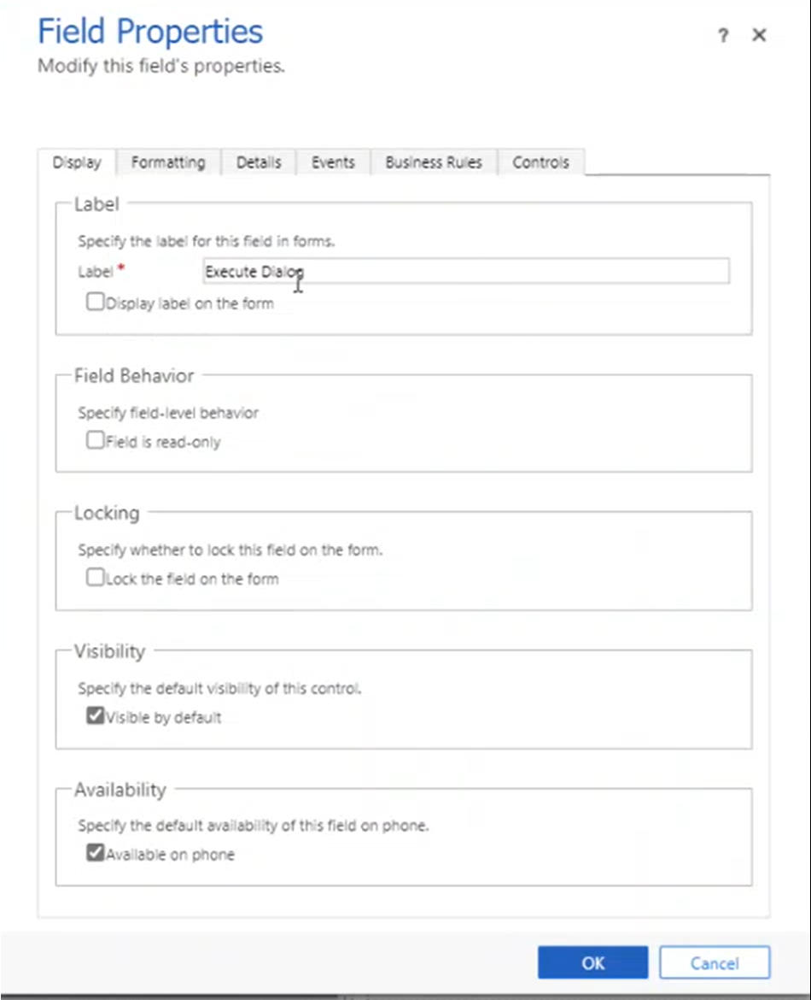 Field Properties
? ✕
Modify this field's properties.
Display Formatting Details Events Business Rules Controls
Label
Specify the label for this field in forms.
Label * Execute Dialog
Display label on the form
Field Behavior
Specify field-level behavior
Field is read-only
Locking
Specify whether to lock this field on the form.
Lock the field on the form
Visibility
Specify the default visibility of this control.
Visible by default
Availability
Specify the default availability of this field on phone.
Available on phone
OK Cancel